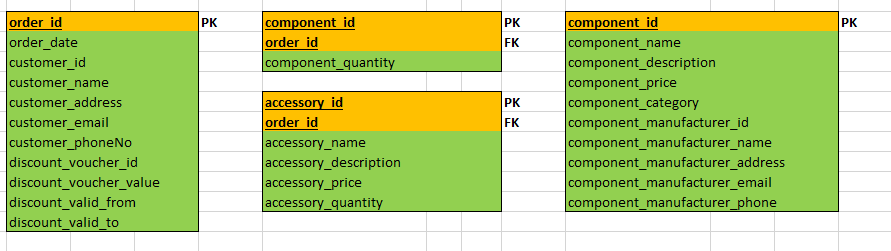 order_id PK
order_date
customer_id
customer_name
customer_address
customer_email
customer_phoneNo
discount_voucher_id
discount_voucher_value
discount_valid_from
discount_valid_to
component_id PK
order_id FK
component_quantity
accessory_id PK
order_id FK
accessory_name
accessory_description
accessory_price
accessory_quantity
component_id PK
component_name
component_description
component_price
component_category
component_manufacturer_id
component_manufacturer_name
component_manufacturer_address
component_manufacturer_email
component_manufacturer_phone